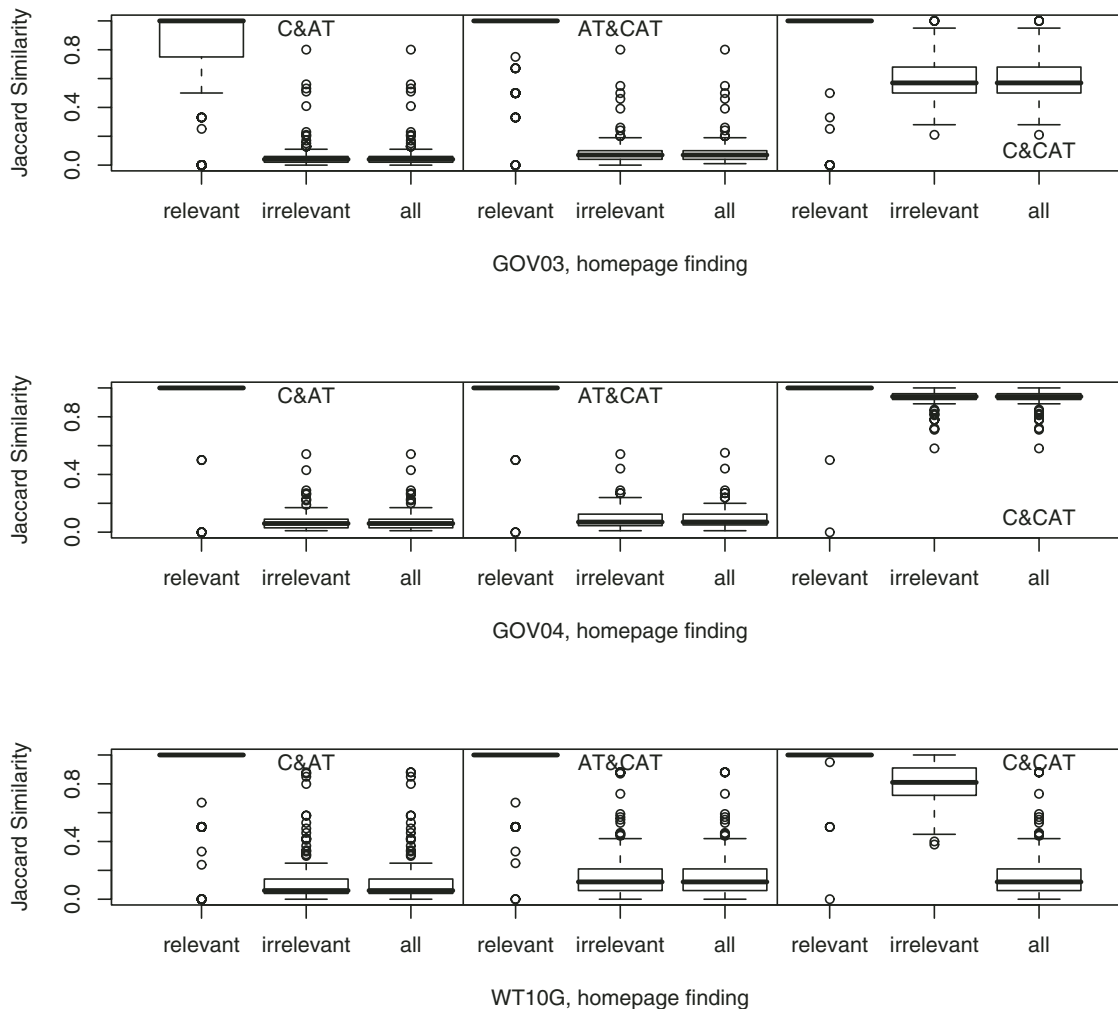 Jaccard Similarity
0.0 0.4 0.8
C&AT AT&CAT C&CAT
relevant irrelevant all relevant irrelevant all relevant irrelevant all
GOV03, homepage finding
Jaccard Similarity
0.0 0.4 0.8
C&AT AT&CAT C&CAT
relevant irrelevant all relevant irrelevant all relevant irrelevant all
GOV04, homepage finding
Jaccard Similarity
0.0 0.4 0.8
C&AT AT&CAT C&CAT
relevant irrelevant all relevant irrelevant all relevant irrelevant all
WT10G, homepage finding